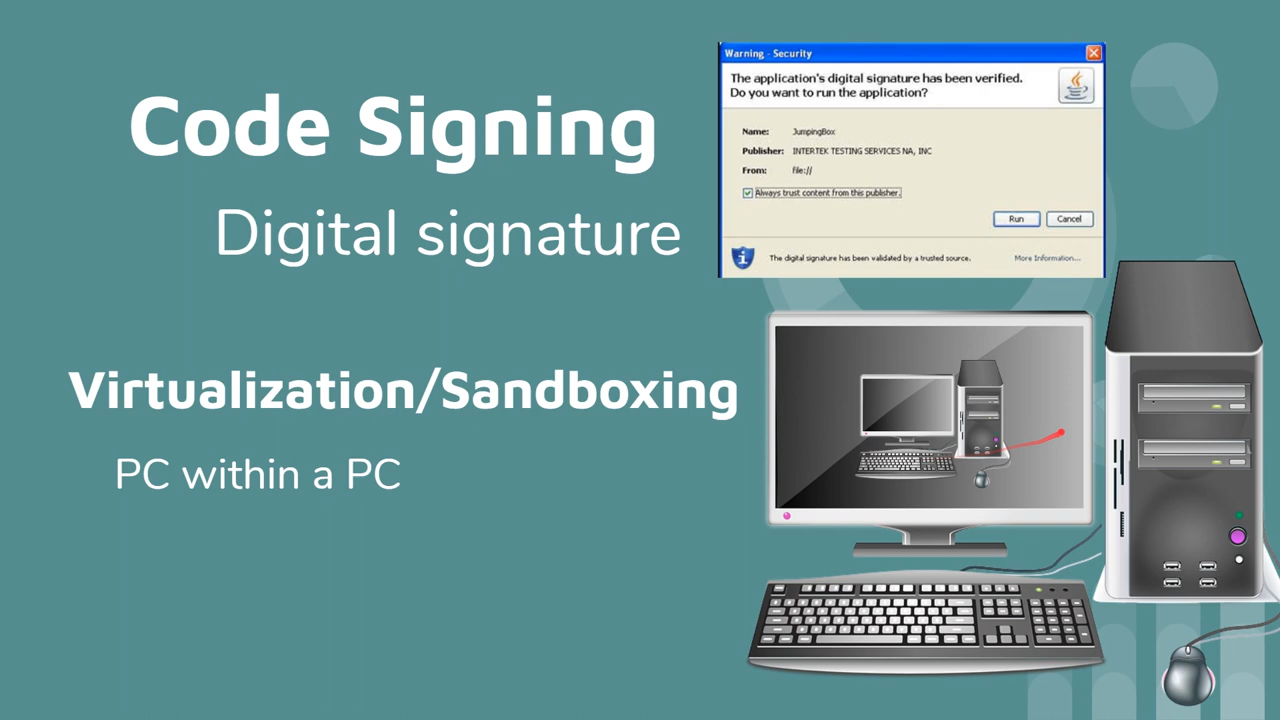 Code Signing
Digital signature
Warning - Security
The application's digital signature has been verified.
Do you want to run the application?
Name: JumpingBox
Publisher: INTERTEK TESTING SERVICES NA, INC
From: file://
Always trust content from this publisher.
Run Cancel
The digital signature has been validated by a trusted source. More Information...
Virtualization/Sandboxing
PC within a PC